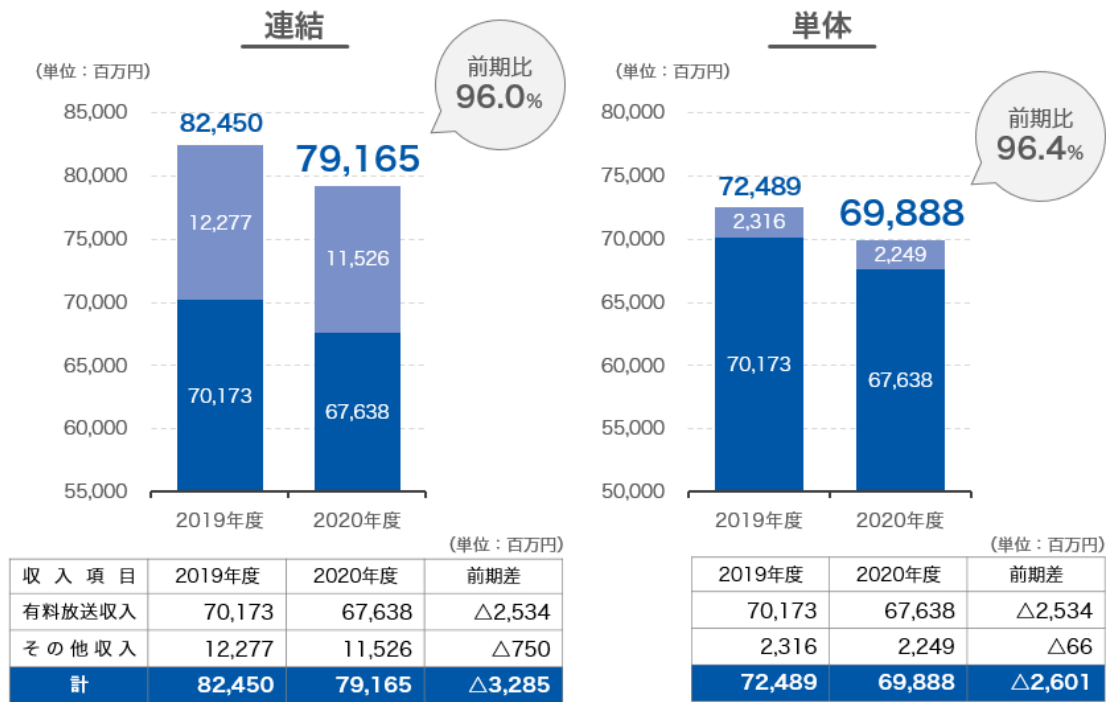 連結
(単位：百万円)
前期比
96.0%
85,000
80,000
75,000
70,000
65,000
60,000
55,000
82,450
79,165
12,277
11,526
70,173
67,638
2019年度 2020年度
(単位：百万円)
収入項目 2019年度 2020年度 前期差
有料放送収入 70,173 67,638 △2,534
その他収入 12,277 11,526 △750
計 82,450 79,165 △3,285
単体
(単位：百万円)
前期比
96.4%
80,000
75,000
70,000
65,000
60,000
55,000
50,000
72,489
69,888
2,316
2,249
70,173
67,638
2019年度 2020年度
(単位：百万円)
2019年度 2020年度 前期差
70,173 67,638 △2,534
2,316 2,249 △66
72,489 69,888 △2,601